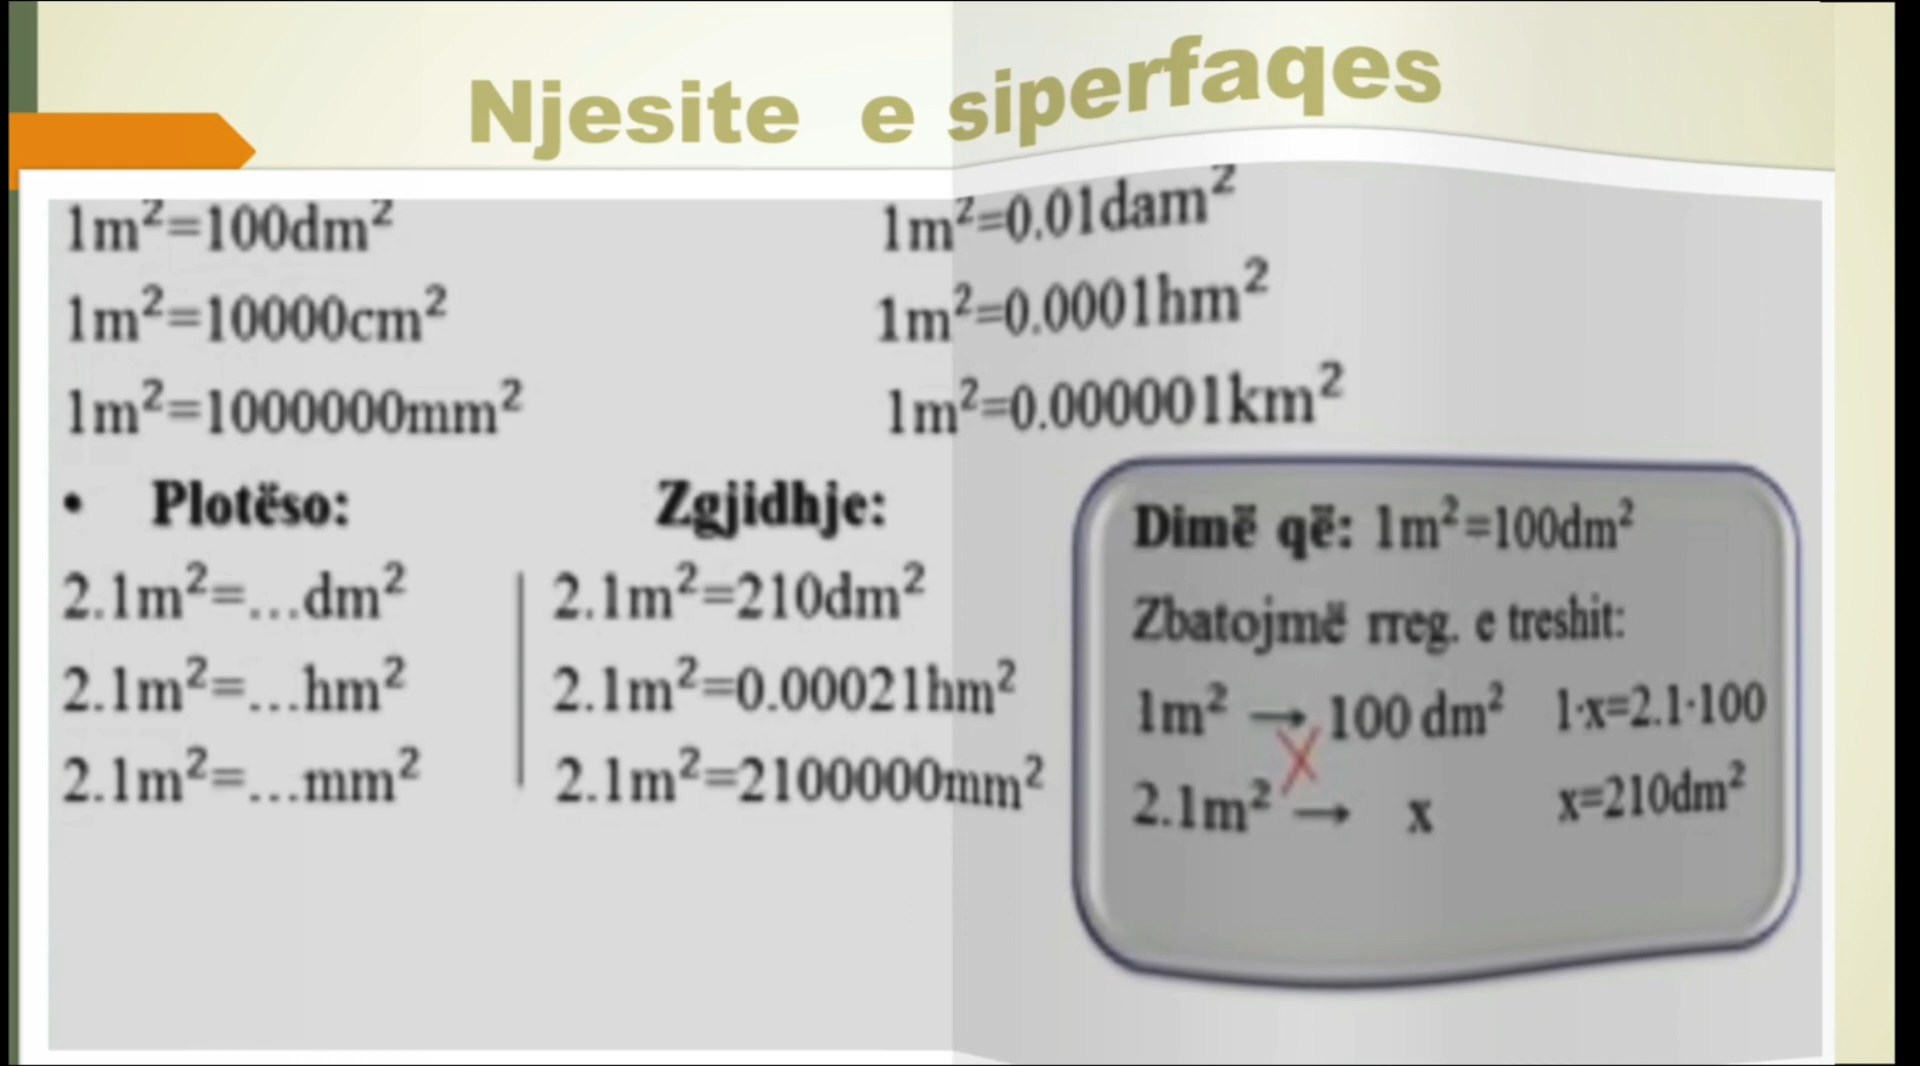 Njesite e siperfaqes
1m²=100dm²
1m²=10000cm²
1m²=1000000mm²
1m²=0.01dam²
1m²=0.0001hm²
1m²=0.000001km²
• Plotëso:
2.1m²=…dm²
2.1m²=…hm²
2.1m²=…mm²
Zgjidhje:
2.1m²=210dm²
2.1m²=0.00021hm²
2.1m²=2100000mm²
Dimë që: 1m²=100dm²
Zbatojmë rreg. e treshit:
1m² → 100 dm² 1·x=2.1·100
2.1m² → x x=210dm²